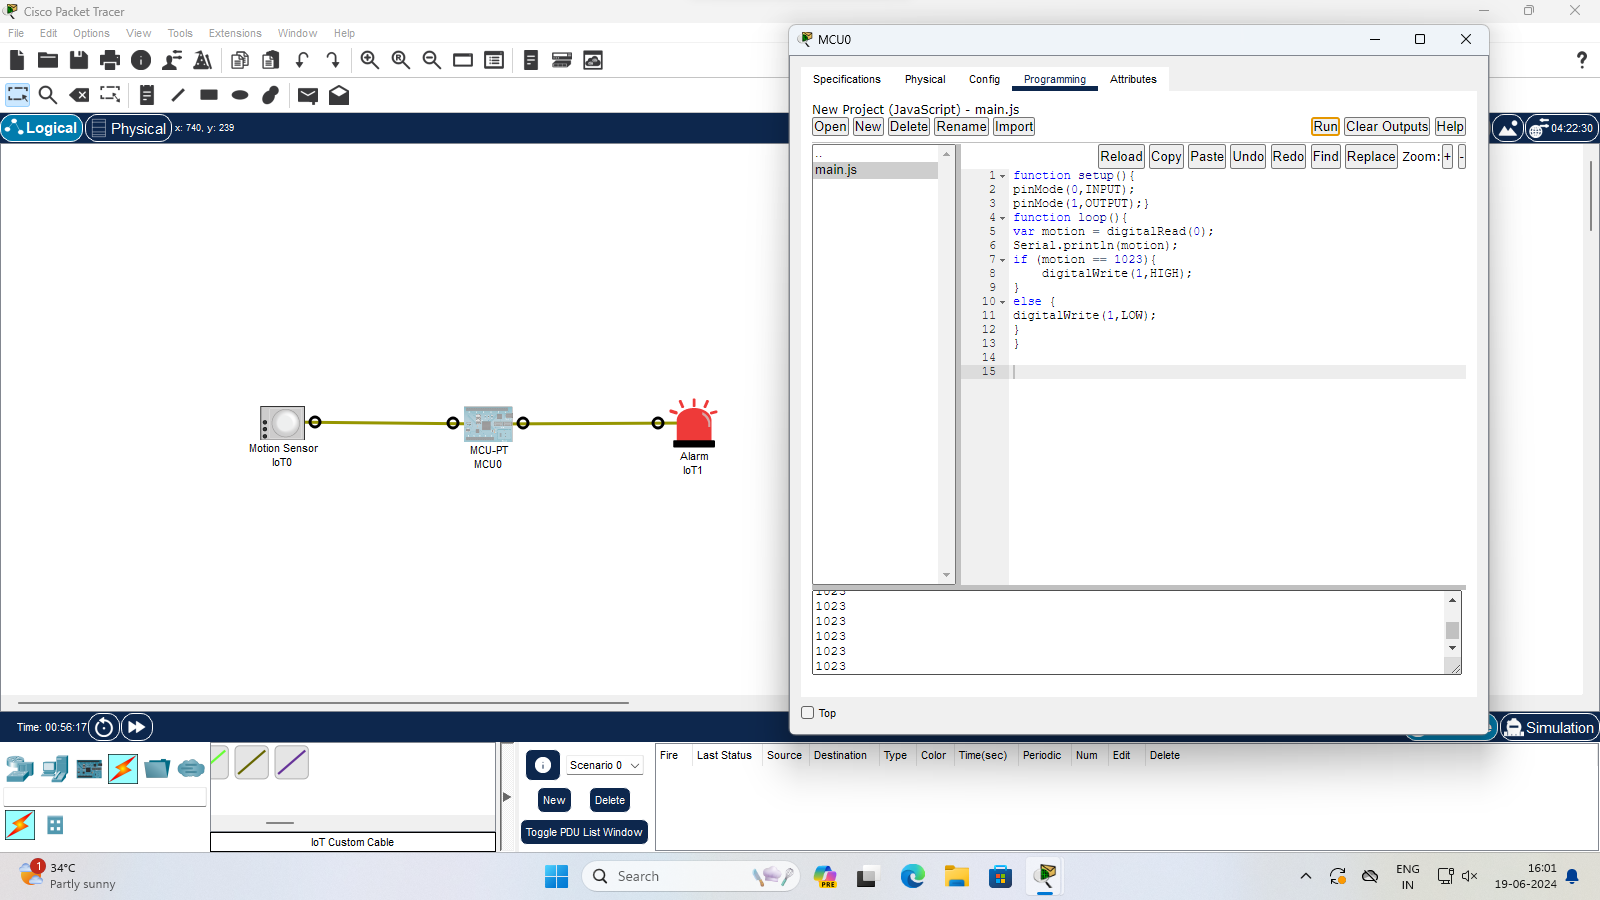 Cisco Packet Tracer
File Edit Options View Tools Extensions Window Help
Logical Physical x: 740, y: 239
04:22:30
MCU0
Specifications Physical Config Programming Attributes
New Project (JavaScript) - main.js
Open New Delete Rename Import Run Clear Outputs Help
..
main.js
Reload Copy Paste Undo Redo Find Replace Zoom: + -
1 function setup(){
2 pinMode(0,INPUT);
3 pinMode(1,OUTPUT);}
4 function loop(){
5 var motion = digitalRead(0);
6 Serial.println(motion);
7 if (motion == 1023){
8 digitalWrite(1,HIGH);
9 }
10 else {
11 digitalWrite(1,LOW);
12 }
13 }
14
15
1023
1023
1023
1023
1023
1023
Top
Motion Sensor
IoT0
MCU-PT
MCU0
Alarm
IoT1
Time: 00:56:17
Simulation
Scenario 0
New Delete
Toggle PDU List Window
Fire Last Status Source Destination Type Color Time(sec) Periodic Num Edit Delete
IoT Custom Cable
1
34°C
Partly sunny
Search
PRE
ENG
IN
16:01
19-06-2024